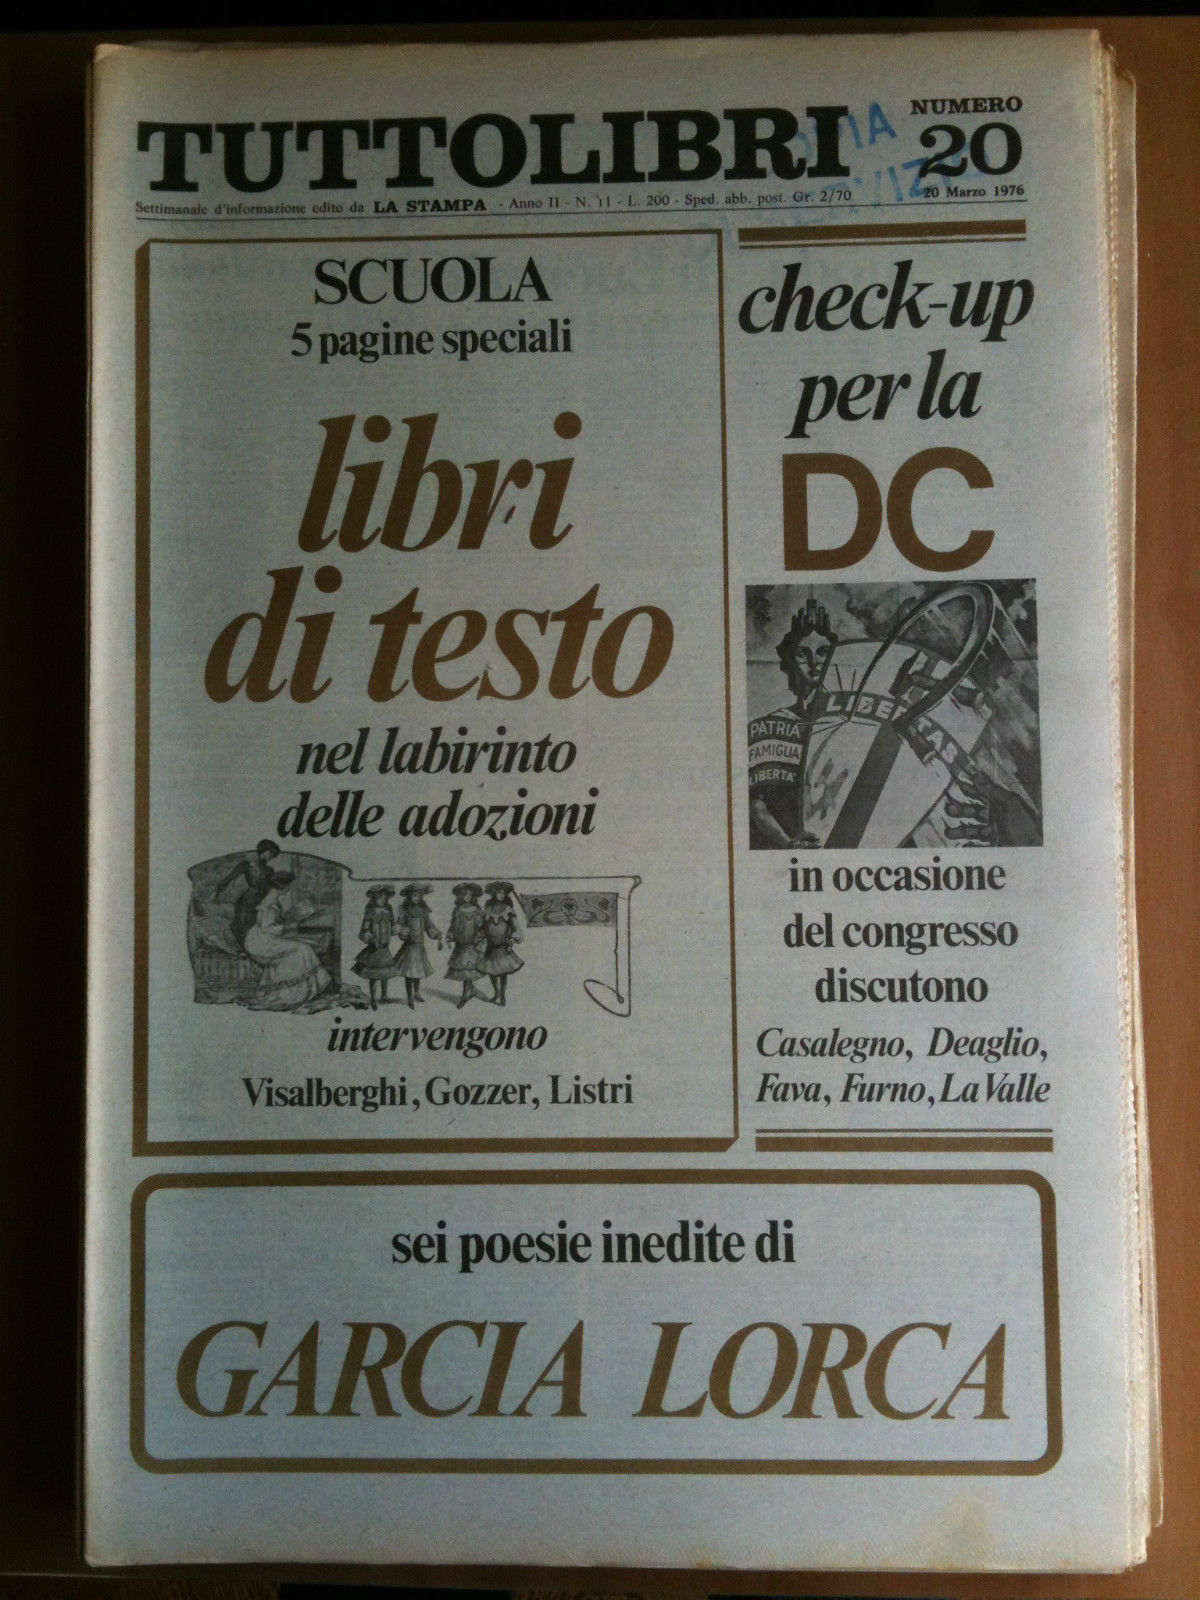 TUTTOLIBRI
NUMERO
20
20 Marzo 1976
Settimanale d'informazione edito da LA STAMPA - Anno II - N. 11 - L. 200 - Sped. abb. post. Gr. 2/70
SCUOLA
5 pagine speciali
libri
di testo
nel labirinto
delle adozioni
intervengono
Visalberghi, Gozzer, Listri
check-up
per la
DC
LIBERTAS
PATRIA
FAMIGLIA
LIBERTA'
in occasione
del congresso
discutono
Casalegno, Deaglio,
Fava, Furno, La Valle
sei poesie inedite di
GARCIA LORCA